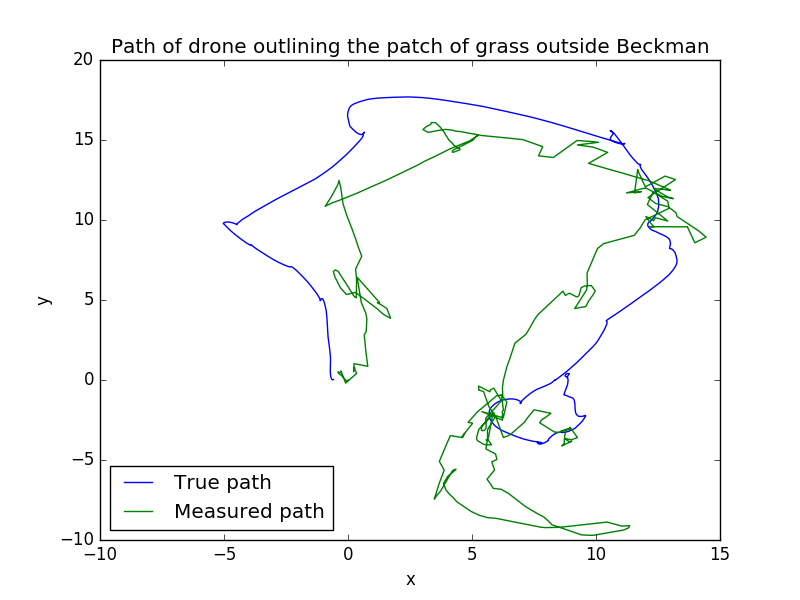 Path of drone outlining the patch of grass outside Beckman
20
15
10
5
0
−5
−10
y
−10
−5
0
5
10
15
x
True path
Measured path